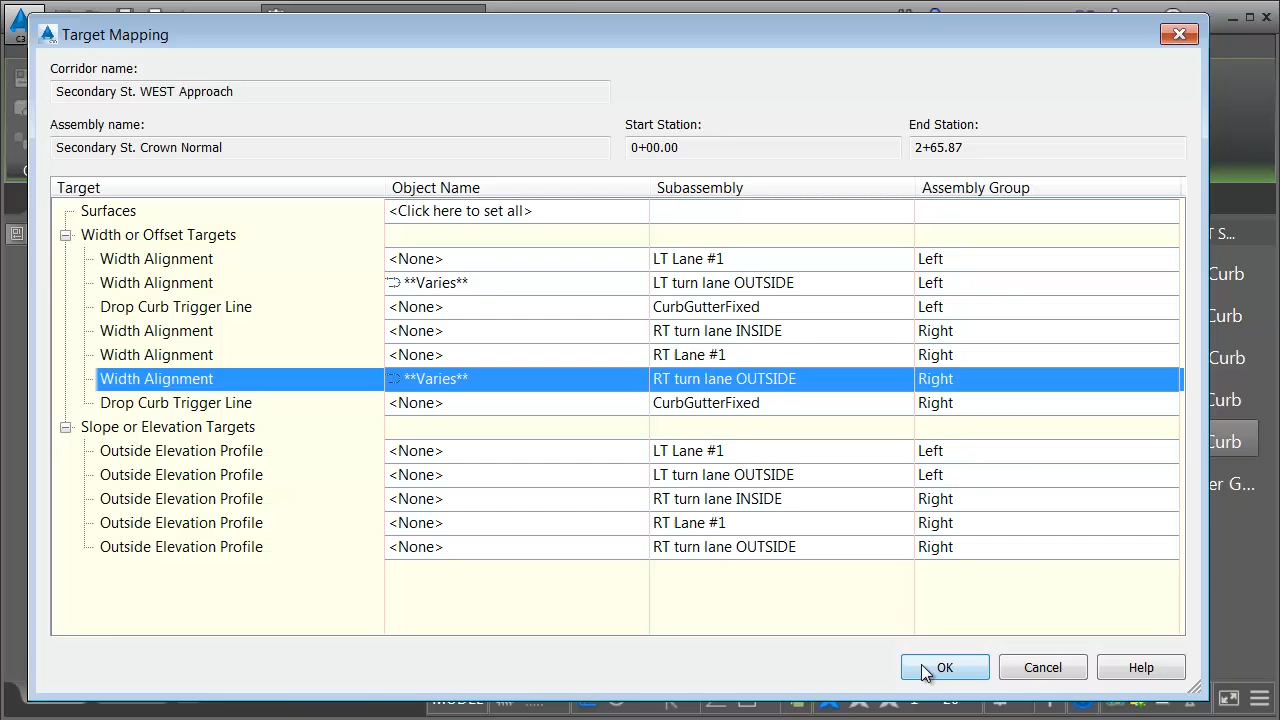 Target Mapping
Corridor name:
Secondary St. WEST Approach
Assembly name:
Start Station:
End Station:
Secondary St. Crown Normal
0+00.00
2+65.87
Target Object Name Subassembly Assembly Group
Surfaces <Click here to set all>
Width or Offset Targets
Width Alignment <None> LT Lane #1 Left
Width Alignment **Varies** LT turn lane OUTSIDE Left
Drop Curb Trigger Line <None> CurbGutterFixed Left
Width Alignment <None> RT turn lane INSIDE Right
Width Alignment <None> RT Lane #1 Right
Width Alignment **Varies** RT turn lane OUTSIDE Right
Drop Curb Trigger Line <None> CurbGutterFixed Right
Slope or Elevation Targets
Outside Elevation Profile <None> LT Lane #1 Left
Outside Elevation Profile <None> LT turn lane OUTSIDE Left
Outside Elevation Profile <None> RT turn lane INSIDE Right
Outside Elevation Profile <None> RT Lane #1 Right
Outside Elevation Profile <None> RT turn lane OUTSIDE Right
OK Cancel Help
T S...
Curb
Curb
Curb
Curb
Curb
er G...